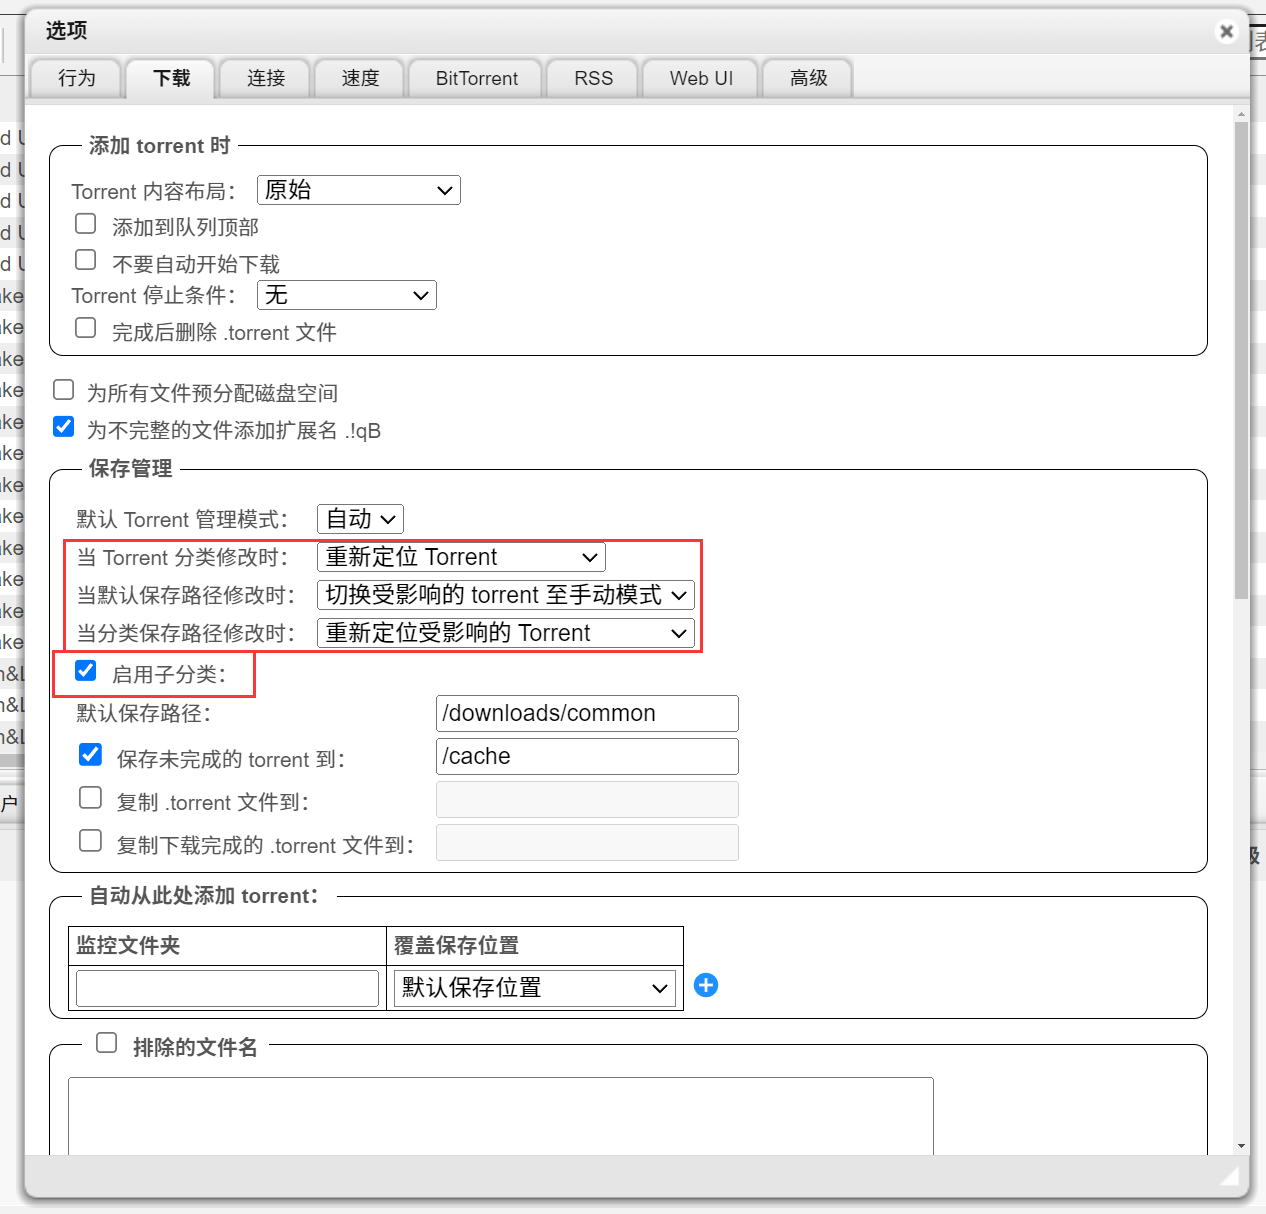 选项
行为 下载 连接 速度 BitTorrent RSS Web UI 高级
添加 torrent 时
Torrent 内容布局： 原始
添加到队列顶部
不要自动开始下载
Torrent 停止条件： 无
完成后删除 .torrent 文件
为所有文件预分配磁盘空间
为不完整的文件添加扩展名 .!qB
保存管理
默认 Torrent 管理模式： 自动
当 Torrent 分类修改时： 重新定位 Torrent
当默认保存路径修改时： 切换受影响的 torrent 至手动模式
当分类保存路径修改时： 重新定位受影响的 Torrent
启用子分类：
默认保存路径： /downloads/common
保存未完成的 torrent 到： /cache
复制 .torrent 文件到：
复制下载完成的 .torrent 文件到：
自动从此处添加 torrent：
监控文件夹 覆盖保存位置
默认保存位置
排除的文件名